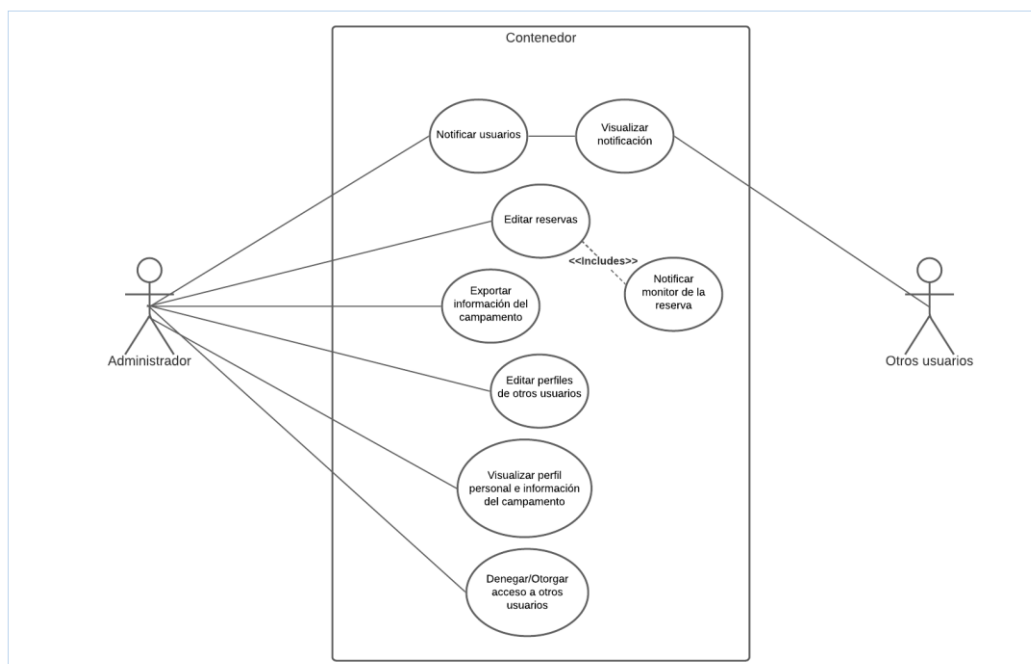 Contenedor
Notificar usuarios
Visualizar
notificación
Editar reservas
<<Includes>>
Notificar
monitor de la
reserva
Exportar
información del
campamento
Administrador
Otros usuarios
Editar perfiles
de otros usuarios
Visualizar perfil
personal e información
del campamento
Denegar/Otorgar
acceso a otros
usuarios